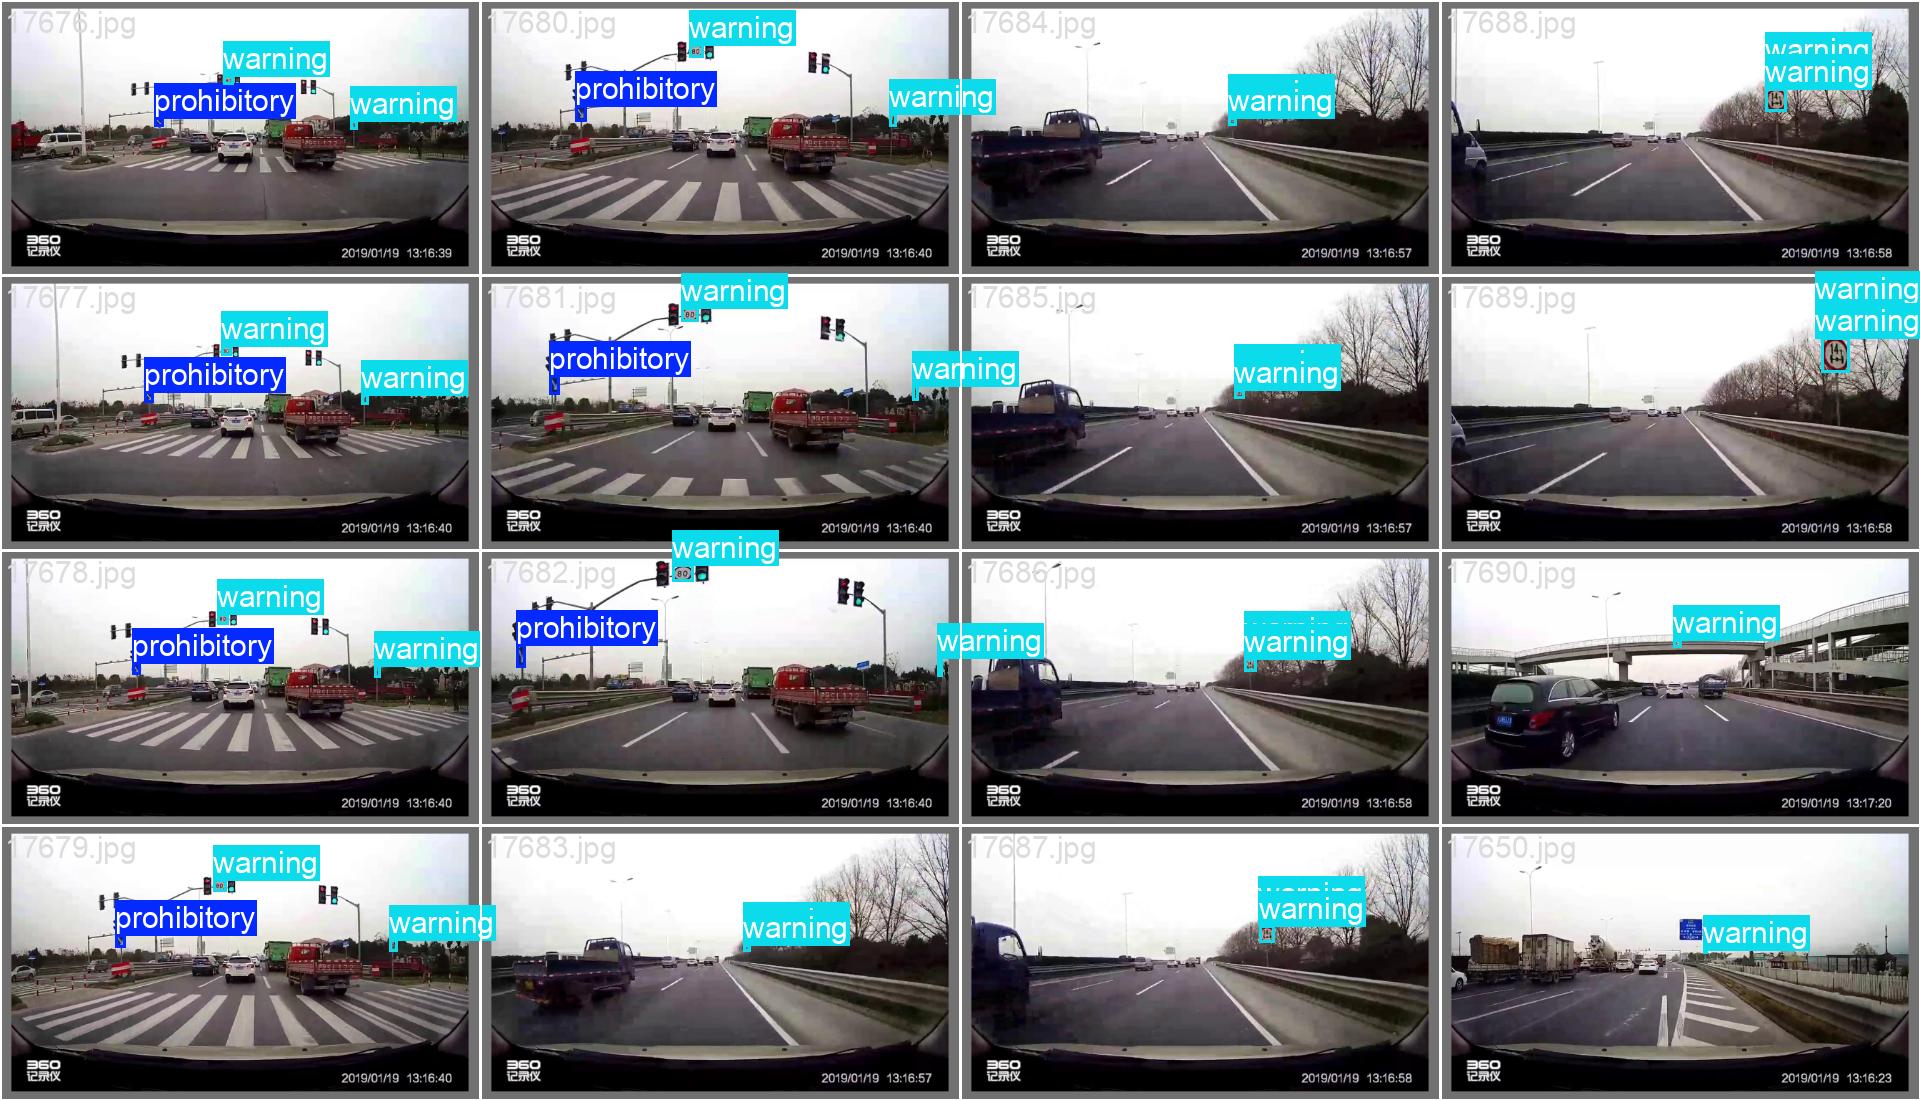 17676.jpg
warning
prohibitory
warning
360
记录仪
2019/01/19 13:16:39
17680.jpg
warning
80
prohibitory
warning
360
记录仪
2019/01/19 13:16:40
17684.jpg
warning
360
记录仪
2019/01/19 13:16:57
17688.jpg
warning
warning
360
记录仪
2019/01/19 13:16:58
17677.jpg
warning
prohibitory
warning
360
记录仪
2019/01/19 13:16:40
17681.jpg
warning
80
prohibitory
warning
360
记录仪
2019/01/19 13:16:40
17685.jpg
warning
360
记录仪
2019/01/19 13:16:57
17689.jpg
warning
warning
14
360
记录仪
2019/01/19 13:16:58
17678.jpg
warning
prohibitory
warning
360
记录仪
2019/01/19 13:16:40
17682.jpg
warning
80
prohibitory
warning
360
记录仪
2019/01/19 13:16:40
17686.jpg
warning
360
记录仪
2019/01/19 13:16:58
17690.jpg
warning
360
记录仪
2019/01/19 13:17:20
17679.jpg
warning
80
prohibitory
warning
360
记录仪
2019/01/19 13:16:40
17683.jpg
warning
360
记录仪
2019/01/19 13:16:57
17687.jpg
warning
warning
360
记录仪
2019/01/19 13:16:58
17650.jpg
warning
360
记录仪
2019/01/19 13:16:23